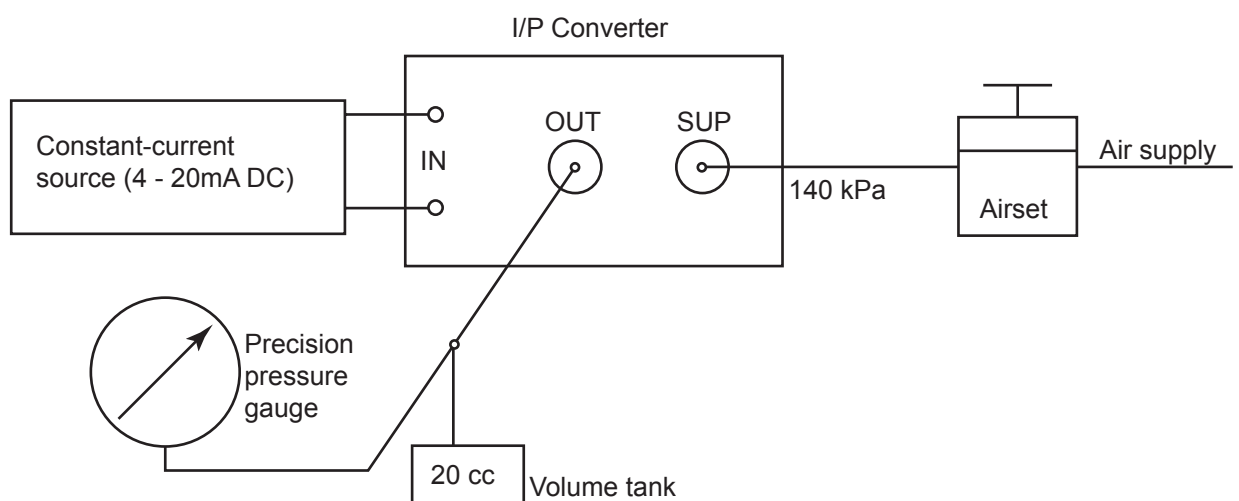 I/P Converter
Constant-current
source (4 - 20mA DC)
IN
OUT
SUP
140 kPa
Air supply
Airset
Precision
pressure
gauge
20 cc
Volume tank